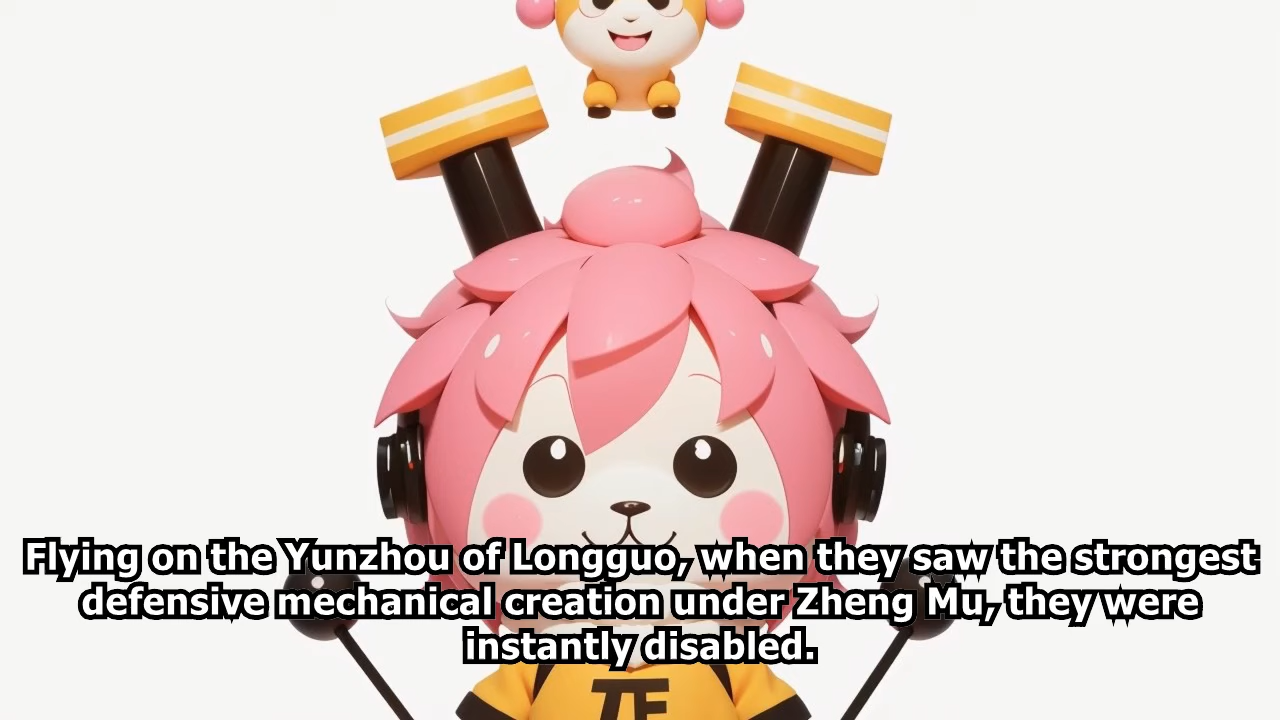 Flying on the Yunzhou of Longguo, when they saw the strongest
defensive mechanical creation under Zheng Mu, they were
instantly disabled.
TE